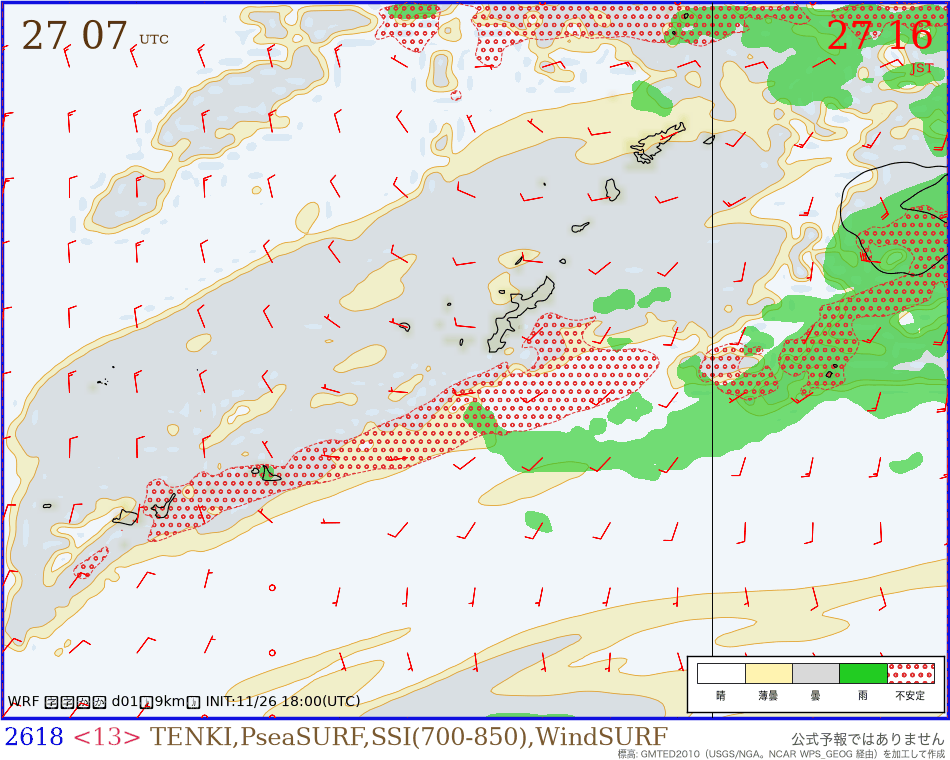 27 07 UTC
27 16
JST
晴 薄曇 曇 雨 不安定
WRF d01 9km INIT:11/26 18:00(UTC)
2618 <13> TENKI,PseaSURF,SSI(700-850),WindSURF
公式予報ではありません
標高: GMTED2010（USGS/NGA。NCAR WPS_GEOG 経由）を加工して作成